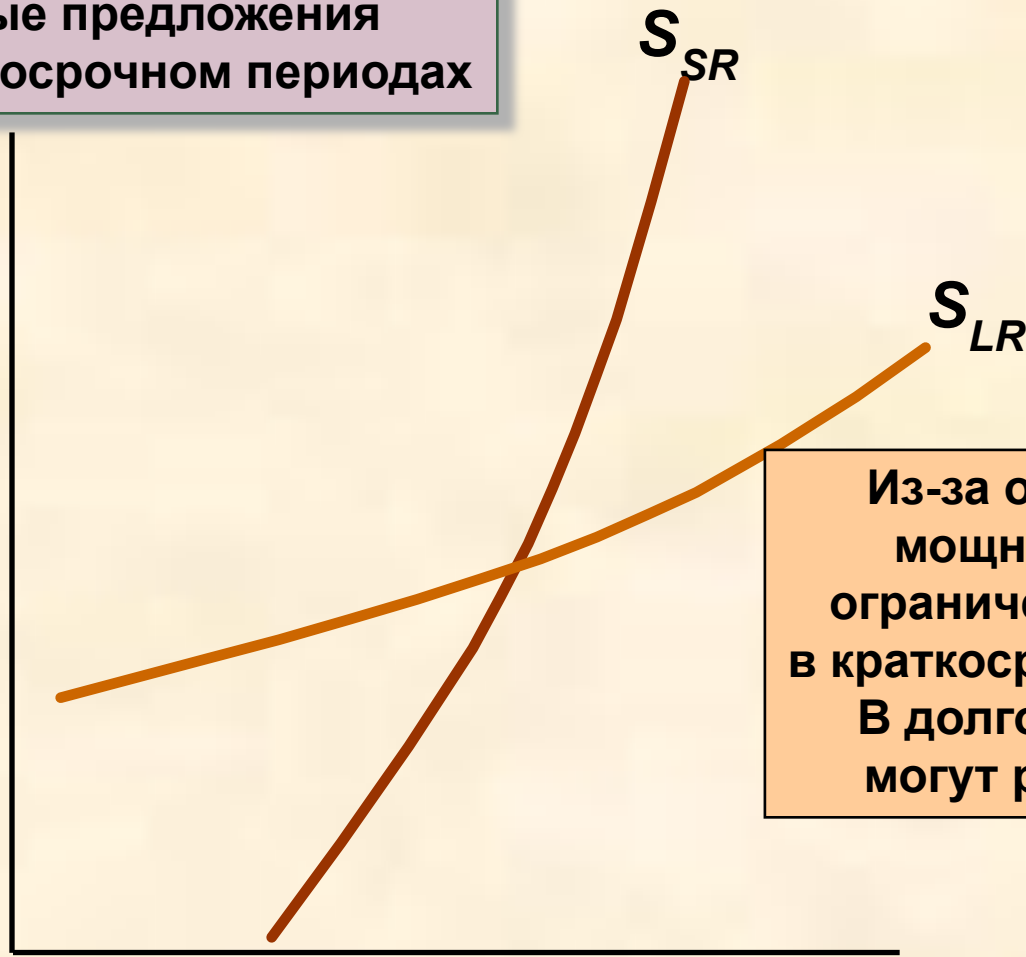 ые предложения
осрочном периодах
S_SR
S_LR
Из-за о
мощн
ограниче
в краткоср
В долго
могут р